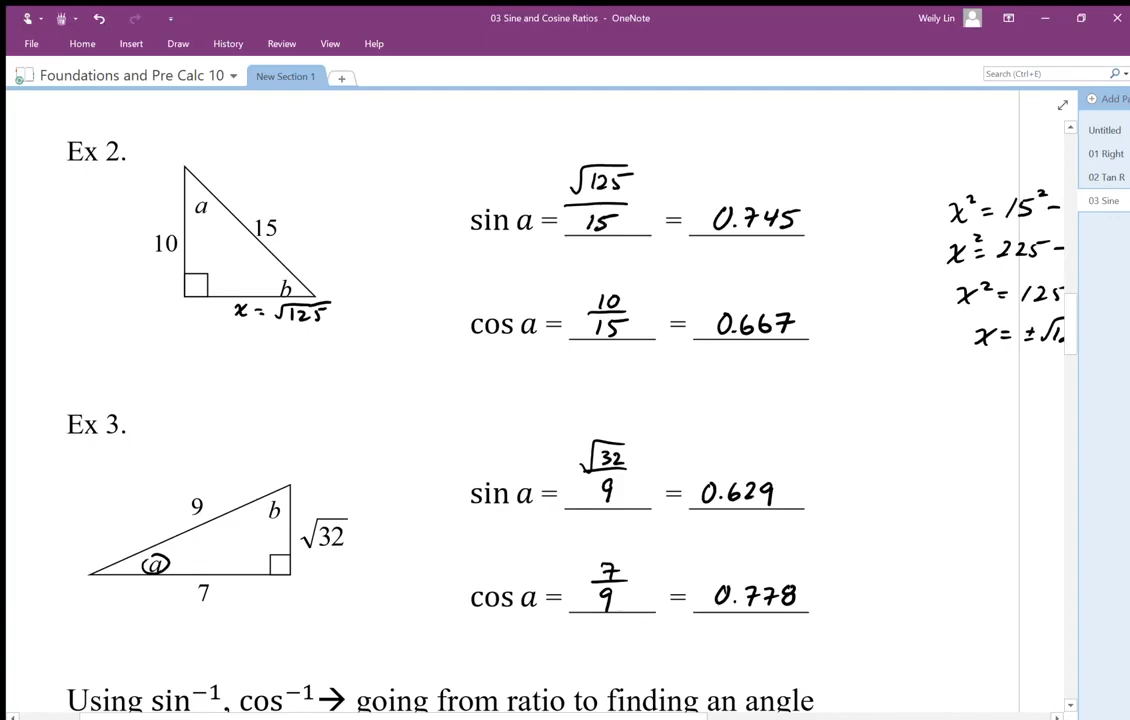 03 Sine and Cosine Ratios - OneNote
Weily Lin
File Home Insert Draw History Review View Help
Foundations and Pre Calc 10
New Section 1
Search (Ctrl+E)
Add Pa
Untitled
01 Right
02 Tan R
03 Sine
Ex 2.
a
15
10
b
x = √125
sin a = √125/15 = 0.745
cos a = 10/15 = 0.667
x² = 15² -
x² = 225 -
x² = 125
x = ±√12
Ex 3.
9
b
√32
a
7
sin a = √32/9 = 0.629
cos a = 7/9 = 0.778
Using sin⁻¹, cos⁻¹→ going from ratio to finding an angle